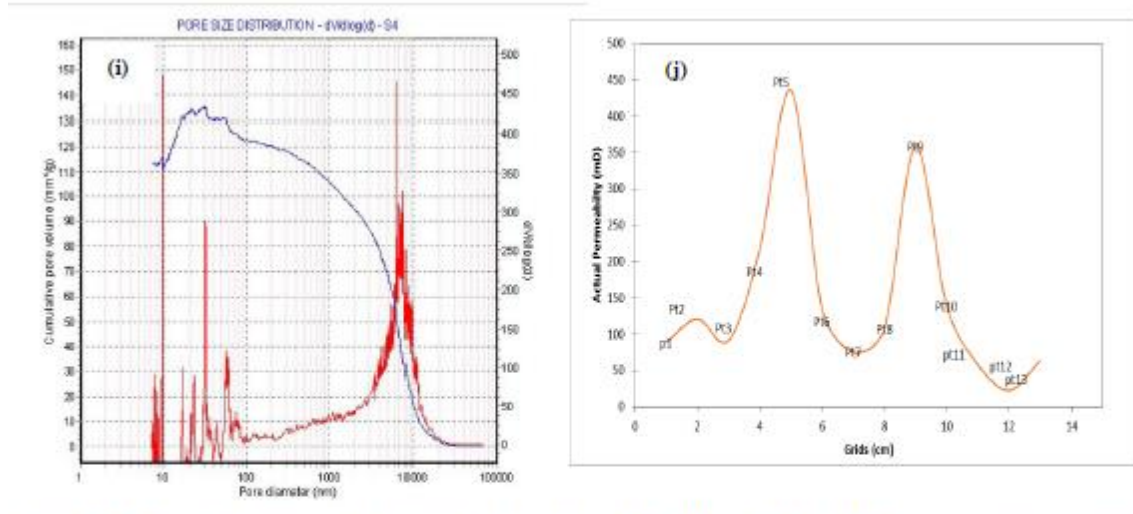 PORE SIZE DISTRIBUTION - dV/dlog(d) - S4
(i)
Cumulative pore volume (mm³/g)
160
150
140
130
120
110
100
90
80
70
60
50
40
30
20
10
0
500
450
400
350
300
250
200
150
100
50
0
dV/dlog(d)
1
10
100
1000
10000
100000
Pore diameter (nm)
(j)
Actual Permeability (mD)
500
450
400
350
300
250
200
150
100
50
0
p1
Pt2
Pt3
Pt4
Pt5
Pt6
Pt7
Pt8
Pt9
Pt10
pt11
pt12
pt13
0
2
4
6
8
10
12
14
Grids (cm)